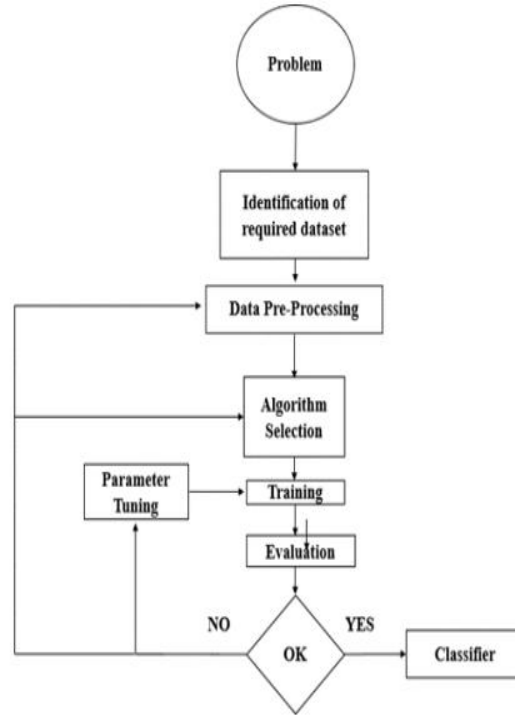 Problem
Identification of
required dataset
Data Pre-Processing
Algorithm
Selection
Parameter
Tuning
Training
Evaluation
NO
YES
OK
Classifier